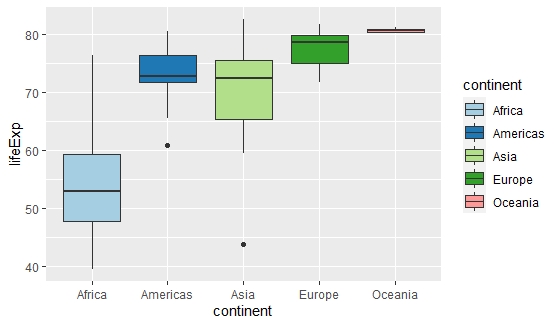 lifeExp
80
70
60
50
40
Africa
Americas
Asia
Europe
Oceania
continent
continent
Africa
Americas
Asia
Europe
Oceania